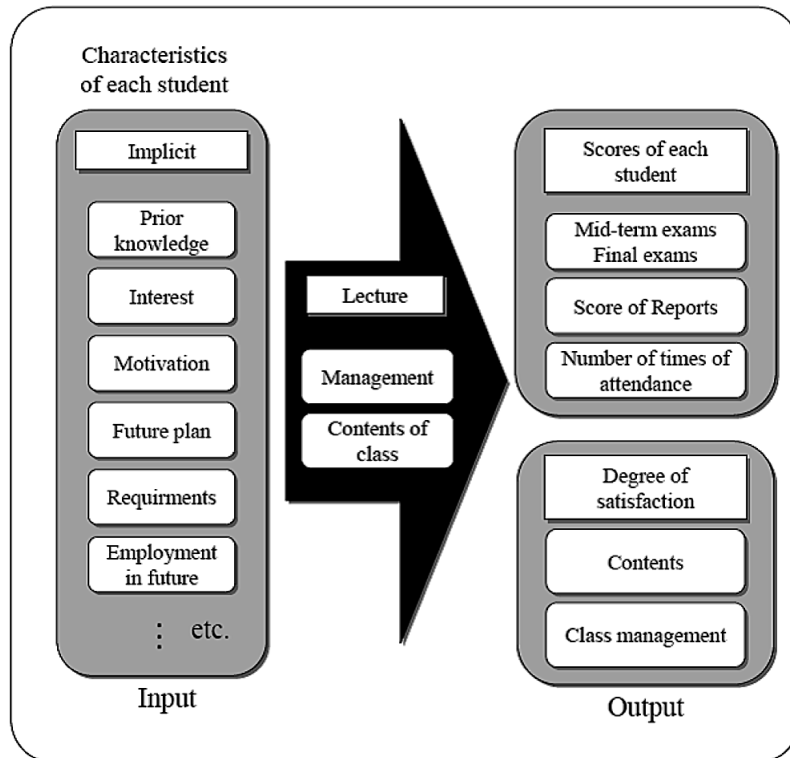 Characteristics
of each student
Implicit
Prior
knowledge
Interest
Motivation
Future plan
Requirments
Employment
in future
⋮ etc.
Input
Lecture
Management
Contents of
class
Scores of each
student
Mid-term exams
Final exams
Score of Reports
Number of times of
attendance
Degree of
satisfaction
Contents
Class management
Output